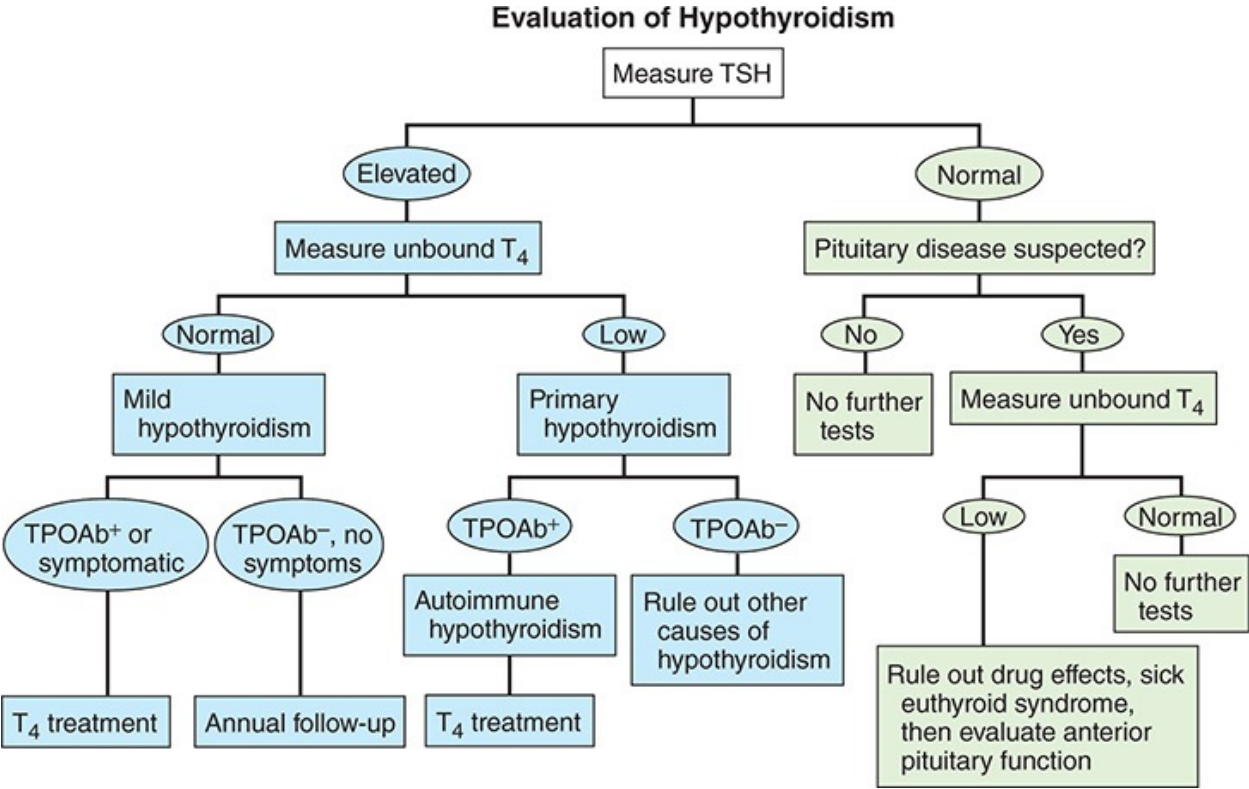 Evaluation of Hypothyroidism
Measure TSH
Elevated
Normal
Measure unbound T₄
Pituitary disease suspected?
Normal
Low
No
Yes
Mild
hypothyroidism
Primary
hypothyroidism
No further
tests
Measure unbound T₄
TPOAb⁺ or
symptomatic
TPOAb⁻, no
symptoms
TPOAb⁺
TPOAb⁻
Low
Normal
Autoimmune
hypothyroidism
Rule out other
causes of
hypothyroidism
No further
tests
T₄ treatment
Annual follow-up
T₄ treatment
Rule out drug effects, sick
euthyroid syndrome,
then evaluate anterior
pituitary function